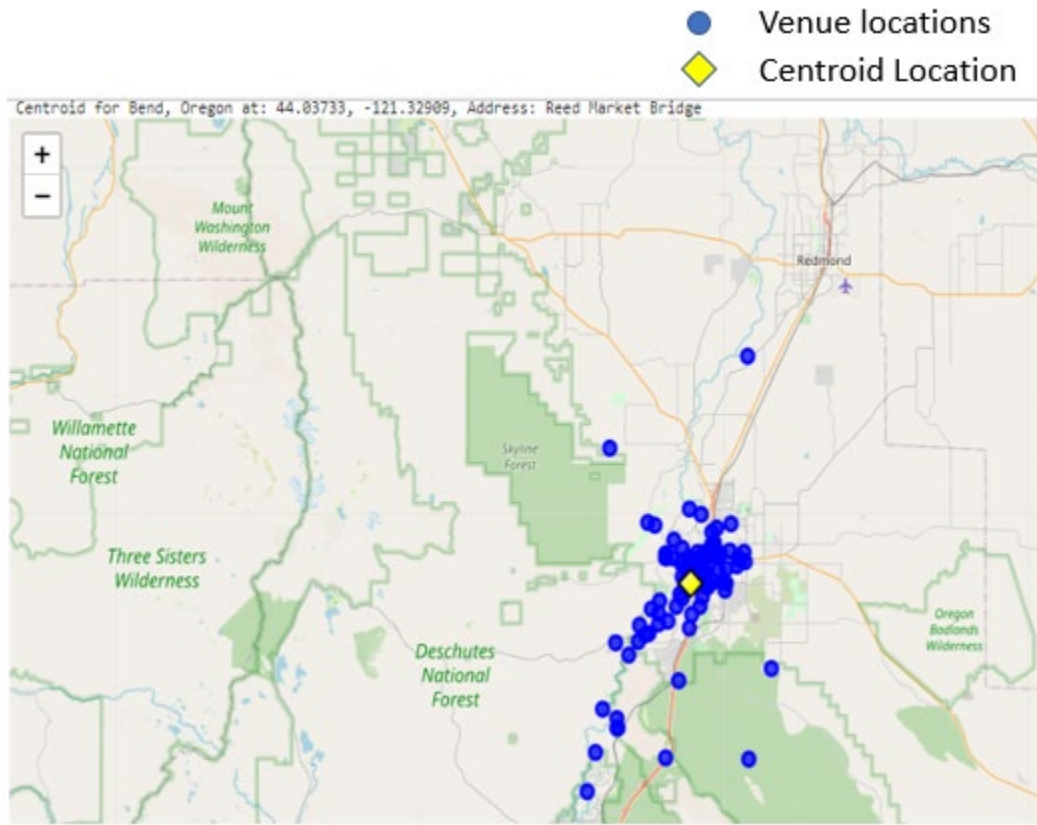 Venue locations
Centroid Location
Centroid for Bend, Oregon at: 44.03733, -121.32909, Address: Reed Market Bridge
+
−
Mount
Washington
Wilderness
Redmond
Willamette
National
Forest
Skyline
Forest
Three Sisters
Wilderness
Oregon
Badlands
Wilderness
Deschutes
National
Forest